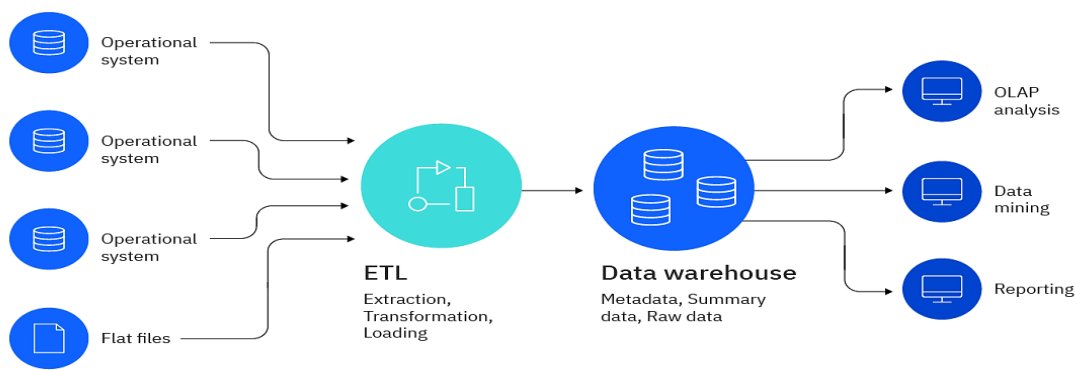 Operational
system
Operational
system
Operational
system
Flat files
ETL
Extraction,
Transformation,
Loading
Data warehouse
Metadata, Summary
data, Raw data
OLAP
analysis
Data
mining
Reporting